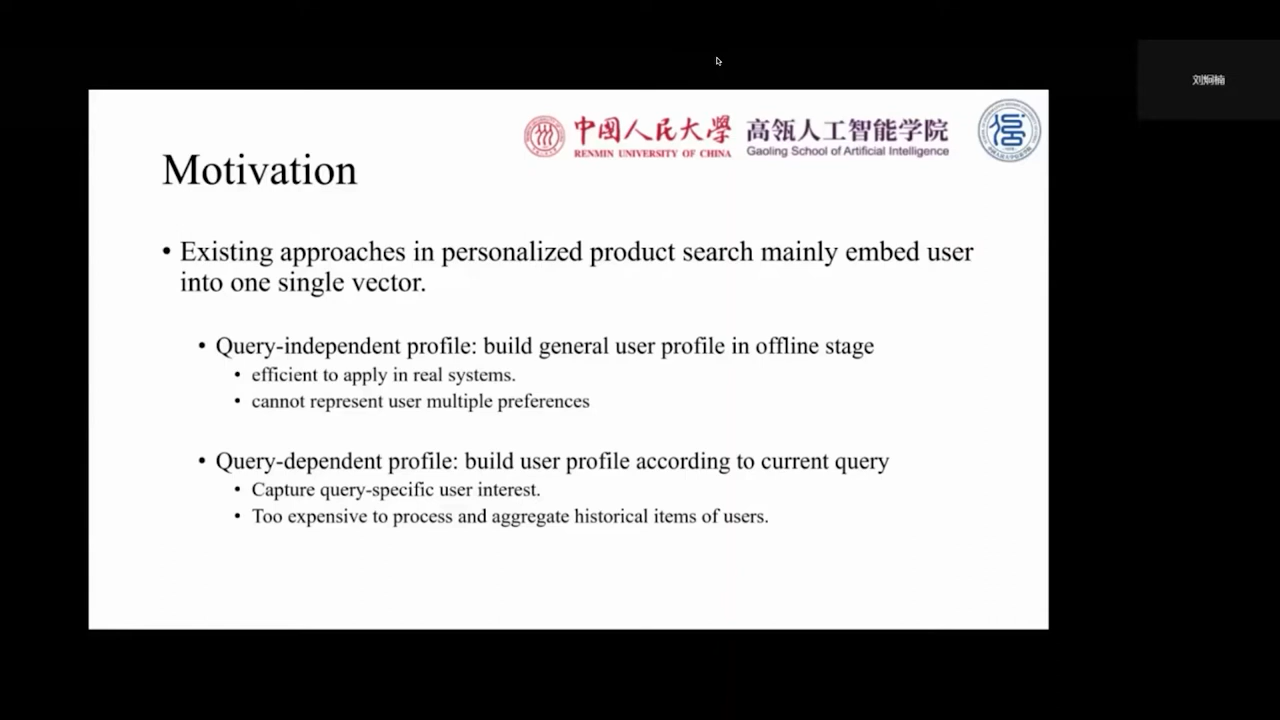 刘炯楠
中国人民大学 高瓴人工智能学院
RENMIN UNIVERSITY OF CHINA Gaoling School of Artificial Intelligence
Motivation
• Existing approaches in personalized product search mainly embed user
into one single vector.
• Query-independent profile: build general user profile in offline stage
• efficient to apply in real systems.
• cannot represent user multiple preferences
• Query-dependent profile: build user profile according to current query
• Capture query-specific user interest.
• Too expensive to process and aggregate historical items of users.